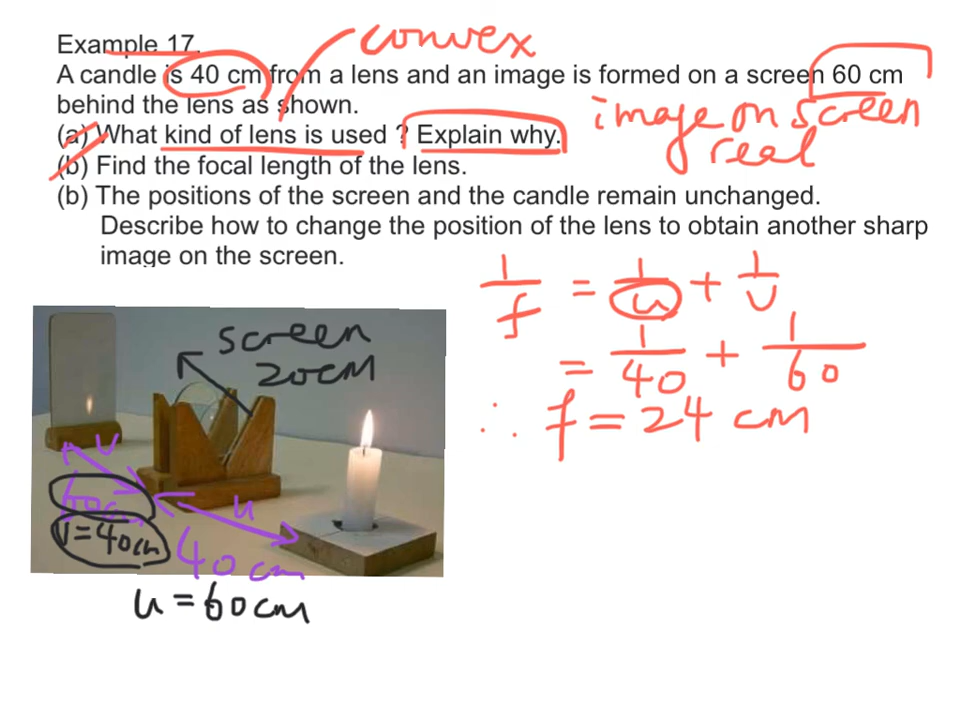 convex
Example 17.
A candle is 40 cm from a lens and an image is formed on a screen 60 cm
behind the lens as shown.
image on screen
real
(a) What kind of lens is used ? Explain why.
(b) Find the focal length of the lens.
(b) The positions of the screen and the candle remain unchanged.
Describe how to change the position of the lens to obtain another sharp
image on the screen.
1/f = 1/u + 1/v
= 1/40 + 1/60
∴ f = 24 cm
screen
20cm
v
60cm
u
v=40cm
40cm
u=60cm